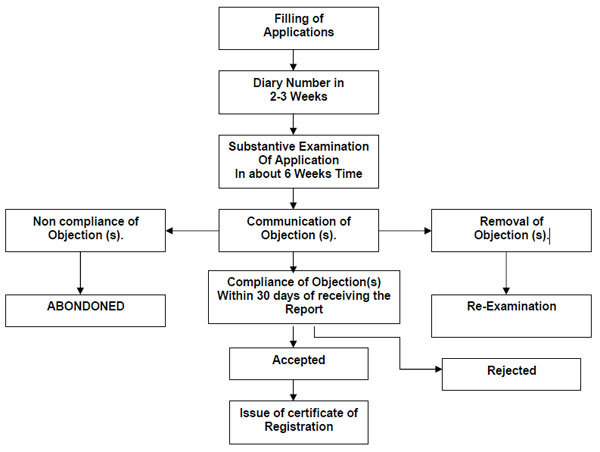 Filling of
Applications
Diary Number in
2-3 Weeks
Substantive Examination
Of Application
In about 6 Weeks Time
Non compliance of
Objection (s).
Communication of
Objection (s).
Removal of
Objection (s).
Compliance of Objection(s)
Within 30 days of receiving the
Report
ABONDONED
Re-Examination
Accepted
Rejected
Issue of certificate of
Registration